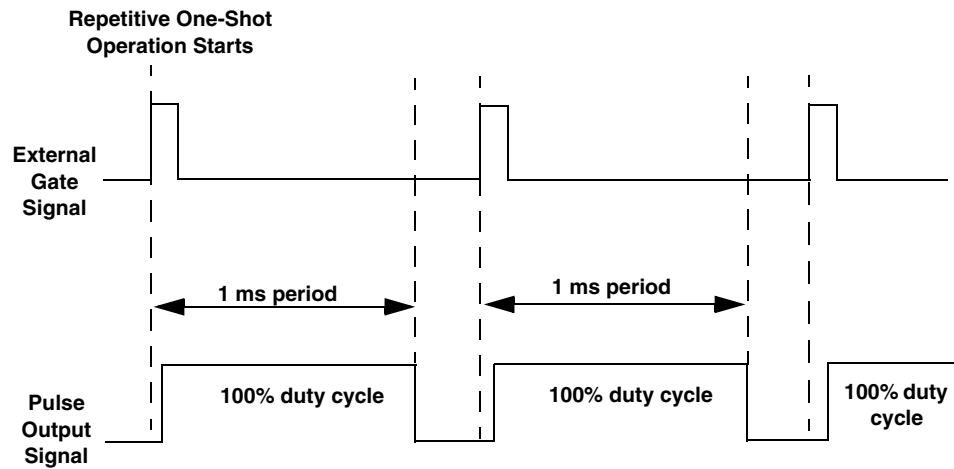 Repetitive One-Shot
Operation Starts
External
Gate
Signal
1 ms period
1 ms period
Pulse
Output
Signal
100% duty cycle
100% duty cycle
100% duty
cycle